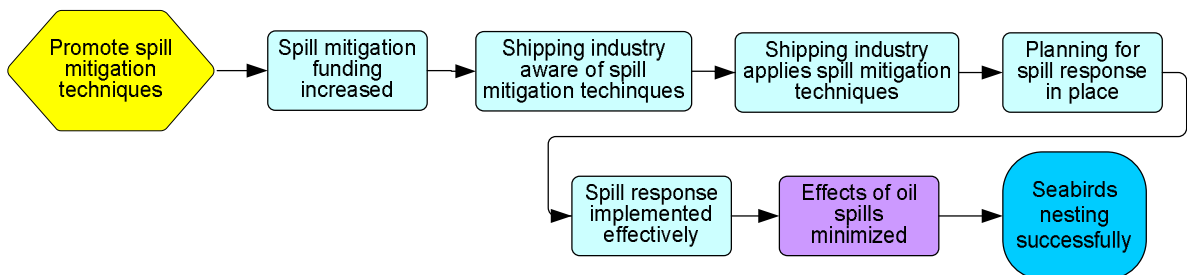 Promote spill
mitigation
techniques
Spill mitigation
funding
increased
Shipping industry
aware of spill
mitigation techinques
Shipping industry
applies spill mitigation
techniques
Planning for
spill response
in place
Spill response
implemented
effectively
Effects of oil
spills
minimized
Seabirds
nesting
successfully